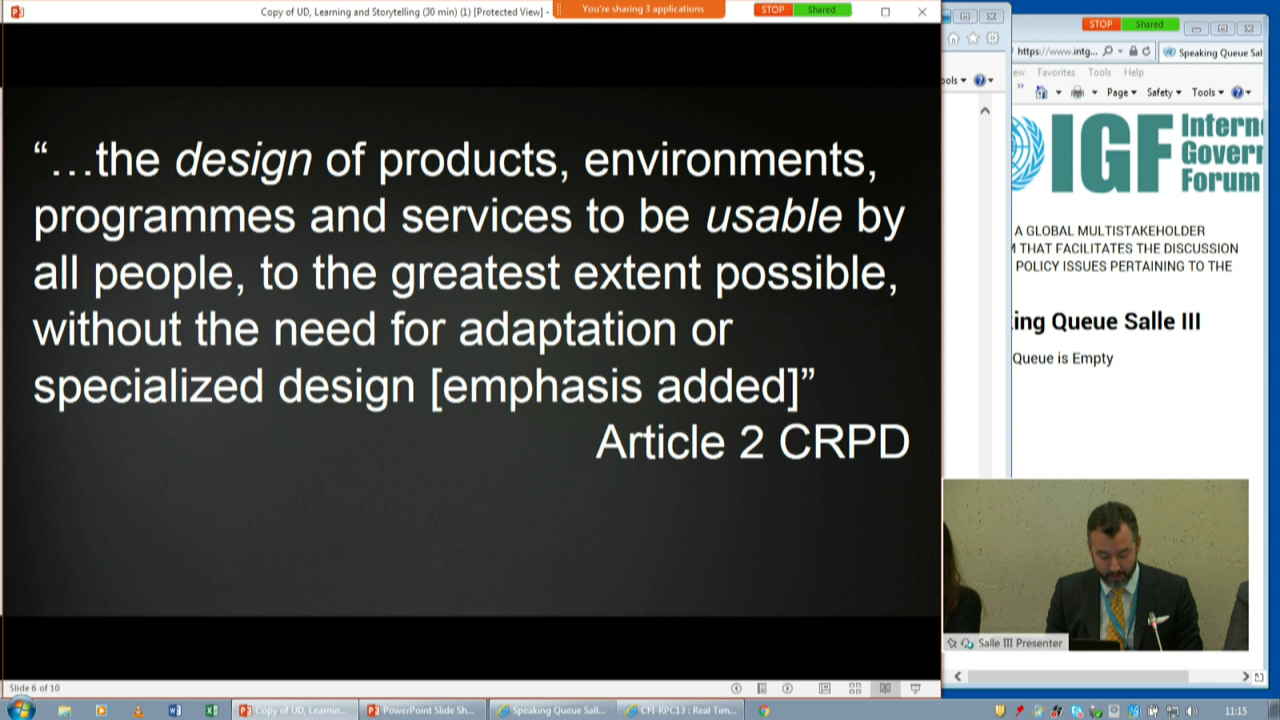 Copy of UD, Learning and Storytelling (30 min) (1) [Protected View] -
You're sharing 3 applications
STOP Shared
“…the design of products, environments,
programmes and services to be usable by
all people, to the greatest extent possible,
without the need for adaptation or
specialized design [emphasis added]”
Article 2 CRPD
Slide 6 of 10
ools
STOP Shared
https://www.intg...
Speaking Queue Sal
ew Favorites Tools Help
Page Safety Tools
IGF
Intern
Govern
Forum
A GLOBAL MULTISTAKEHOLDER
M THAT FACILITATES THE DISCUSSION
POLICY ISSUES PERTAINING TO THE
ing Queue Salle III
Queue is Empty
Salle III Presenter
Copy of UD, Learnin...
PowerPoint Slide Sh...
Speaking Queue Sall...
CFI-RPC13 : Real Tim...
11:15